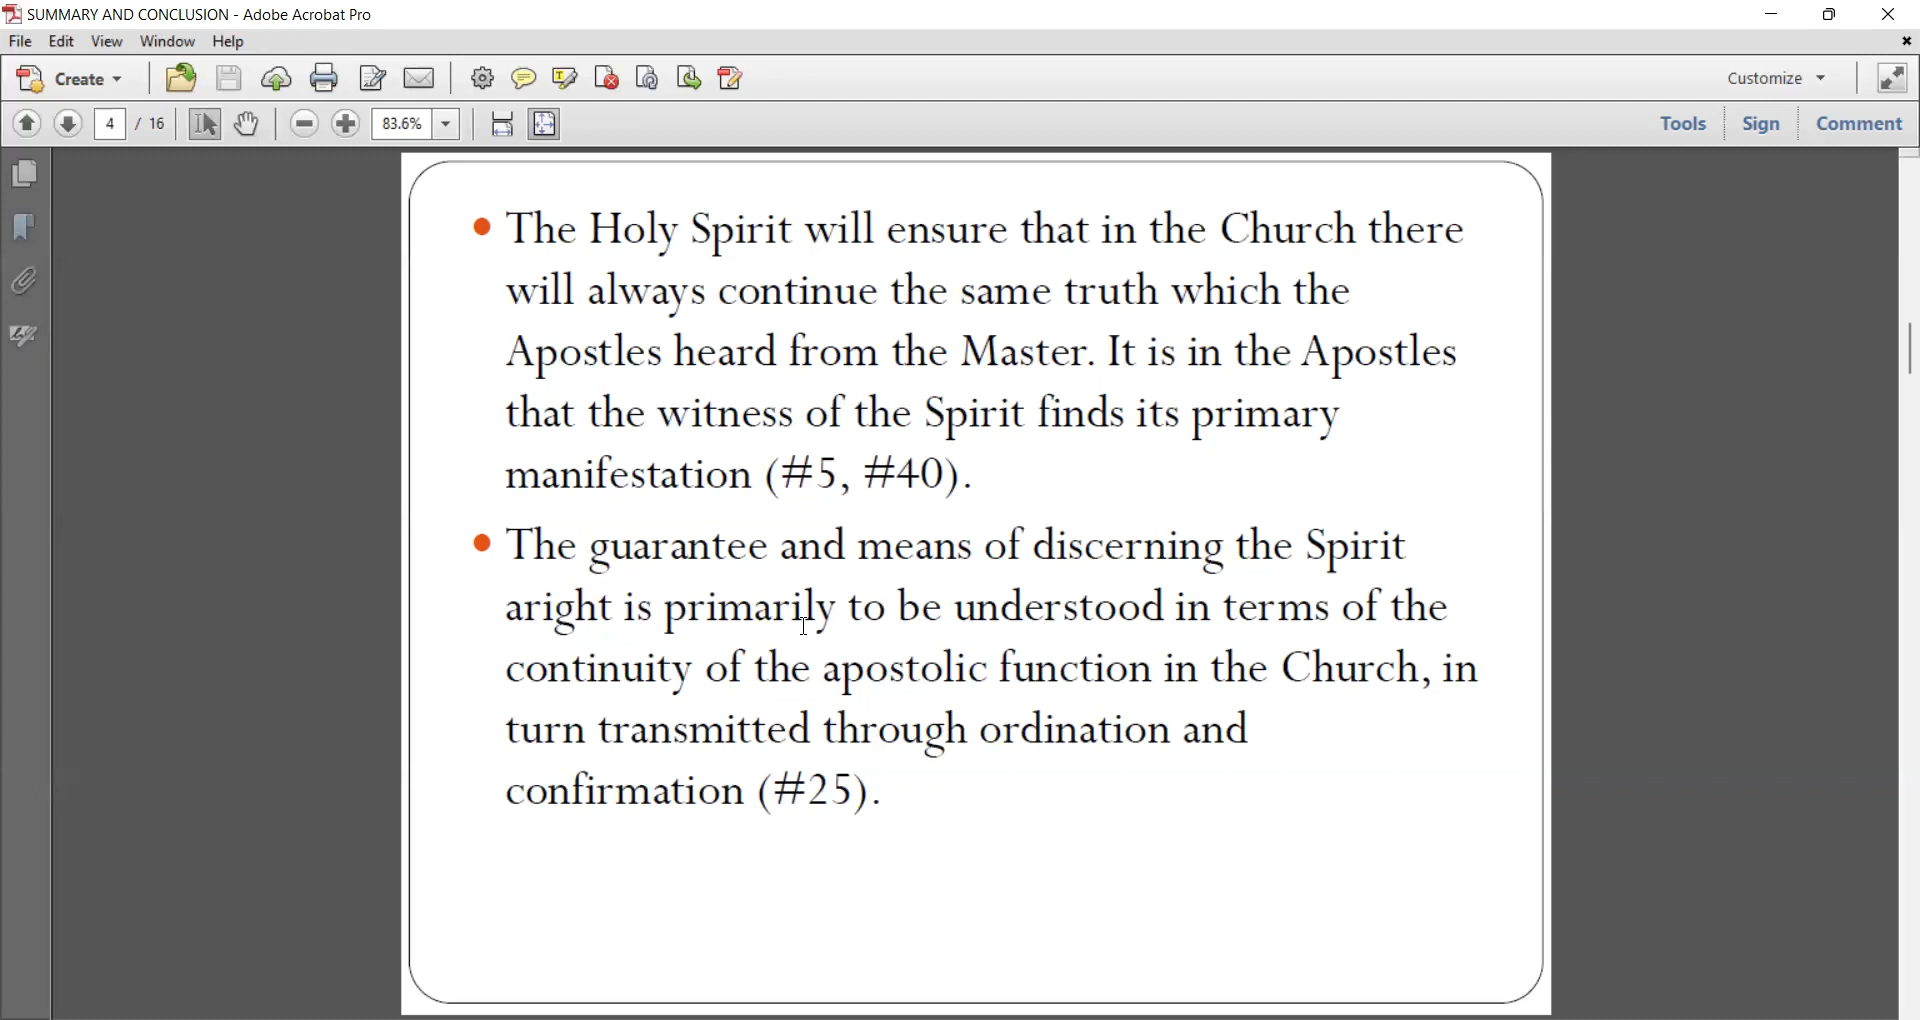 SUMMARY AND CONCLUSION - Adobe Acrobat Pro
File Edit View Window Help
Create
Customize
4 / 16
83.6%
Tools Sign Comment
• The Holy Spirit will ensure that in the Church there
will always continue the same truth which the
Apostles heard from the Master. It is in the Apostles
that the witness of the Spirit finds its primary
manifestation (#5, #40).
• The guarantee and means of discerning the Spirit
aright is primarily to be understood in terms of the
continuity of the apostolic function in the Church, in
turn transmitted through ordination and
confirmation (#25).